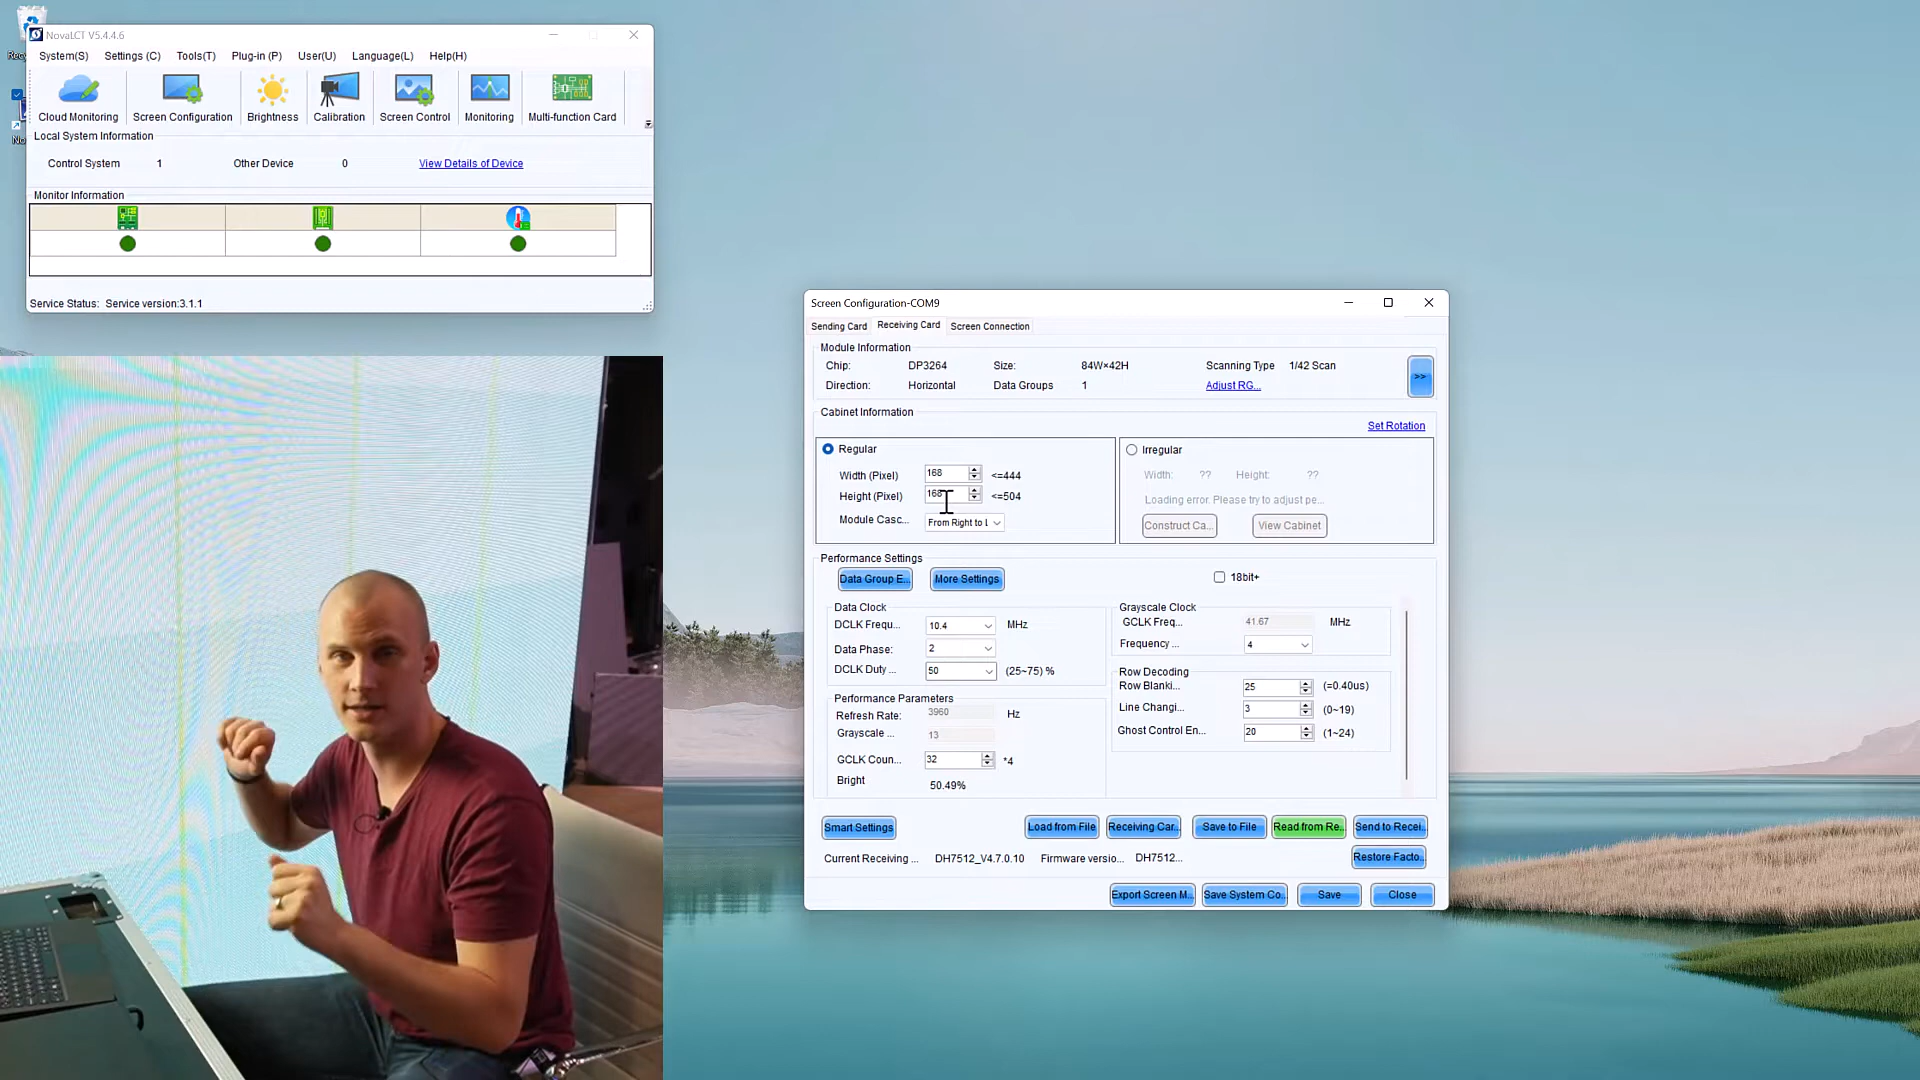 NovaLCT V5.4.4.6
System(S) Settings (C) Tools(T) Plug-in (P) User(U) Language(L) Help(H)
Cloud Monitoring Screen Configuration Brightness Calibration Screen Control Monitoring Multi-function Card
Local System Information
Control System 1 Other Device 0 View Details of Device
Monitor Information
Service Status: Service version:3.1.1
Screen Configuration-COM9
Sending Card Receiving Card Screen Connection
Module Information
Chip: DP3264 Size: 84W×42H Scanning Type 1/42 Scan
Direction: Horizontal Data Groups 1 Adjust RG...
>>
Cabinet Information
Set Rotation
Regular
Width (Pixel) 168 <=444
Height (Pixel) 168 <=504
Module Casc... From Right to L
Irregular
Width: ?? Height: ??
Loading error. Please try to adjust pe...
Construct Ca... View Cabinet
Performance Settings
Data Group E... More Settings 18bit+
Data Clock
DCLK Frequ... 10.4 MHz
Data Phase: 2
DCLK Duty ... 50 (25~75) %
Grayscale Clock
GCLK Freq... 41.67 MHz
Frequency ... 4
Row Decoding
Row Blanki... 25 (=0.40us)
Line Changi... 3 (0~19)
Ghost Control En... 20 (1~24)
Performance Parameters
Refresh Rate: 3960 Hz
Grayscale ... 13
GCLK Coun... 32 *4
Bright 50.49%
Smart Settings Load from File Receiving Car... Save to File Read from Re... Send to Recei...
Current Receiving ... DH7512_V4.7.0.10 Firmware versio... DH7512... Restore Facto...
Export Screen M... Save System Co... Save Close